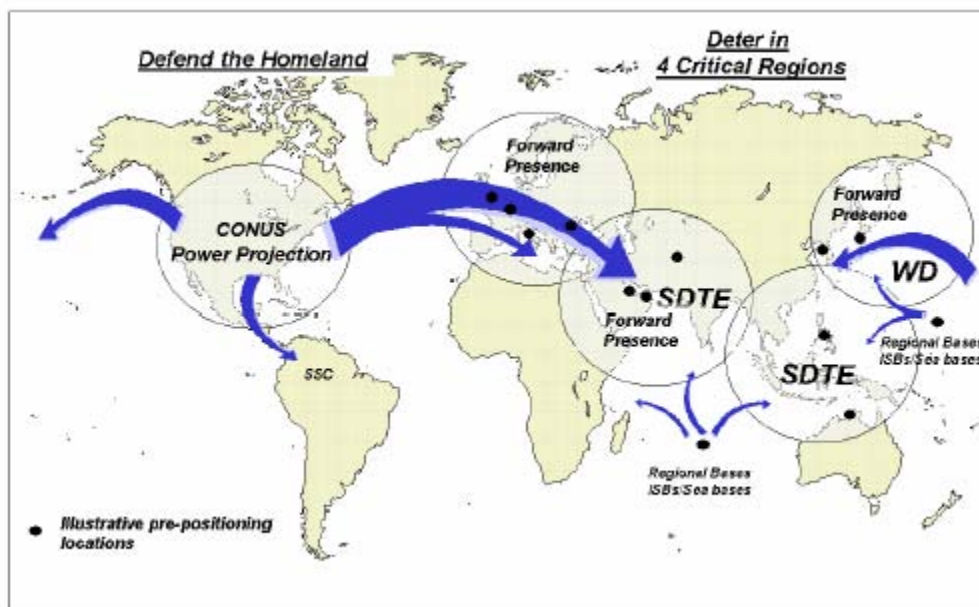 Defend the Homeland
Deter in
4 Critical Regions
Forward
Presence
CONUS
Power Projection
Forward
Presence
WD
SDTE
Forward
Presence
Regional Bases
ISBs/Sea bases
SSC
SDTE
Regional Bases
ISBs/Sea bases
Illustrative pre-positioning
locations